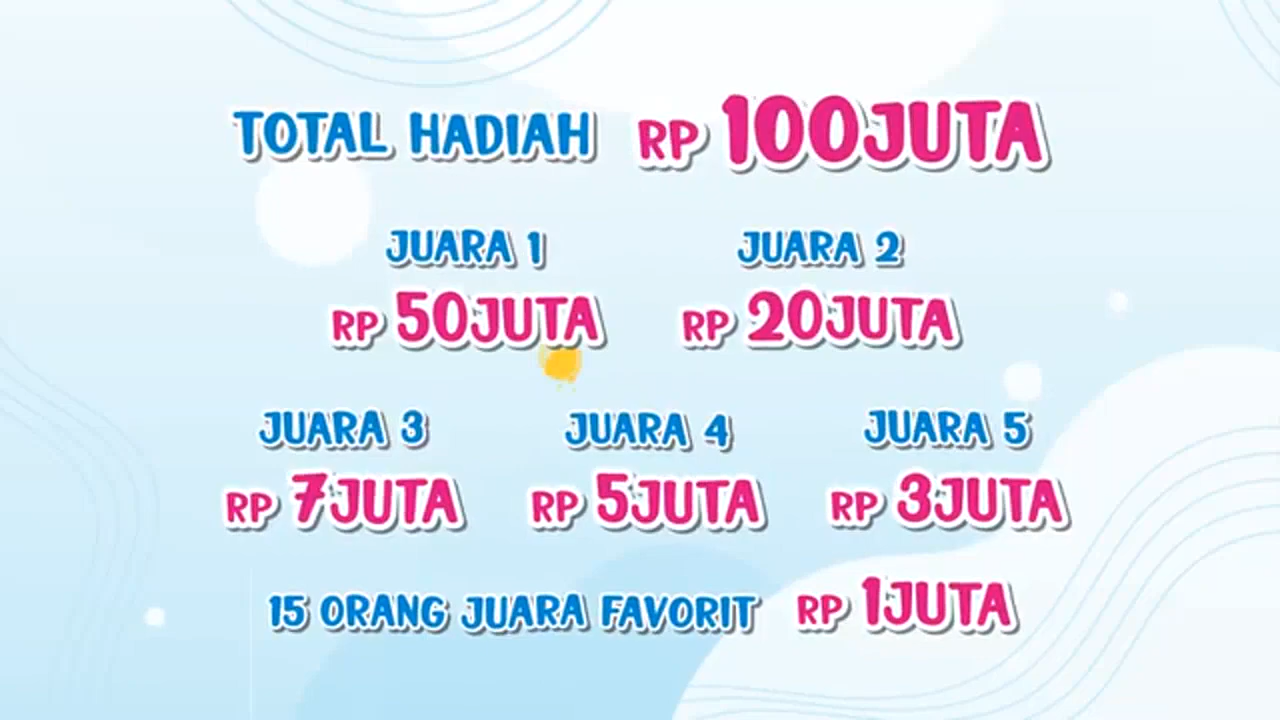 TOTAL HADIAH RP 100JUTA
JUARA 1
RP 50JUTA
JUARA 2
RP 20JUTA
JUARA 3
RP 7JUTA
JUARA 4
RP 5JUTA
JUARA 5
RP 3JUTA
15 ORANG JUARA FAVORIT RP 1JUTA